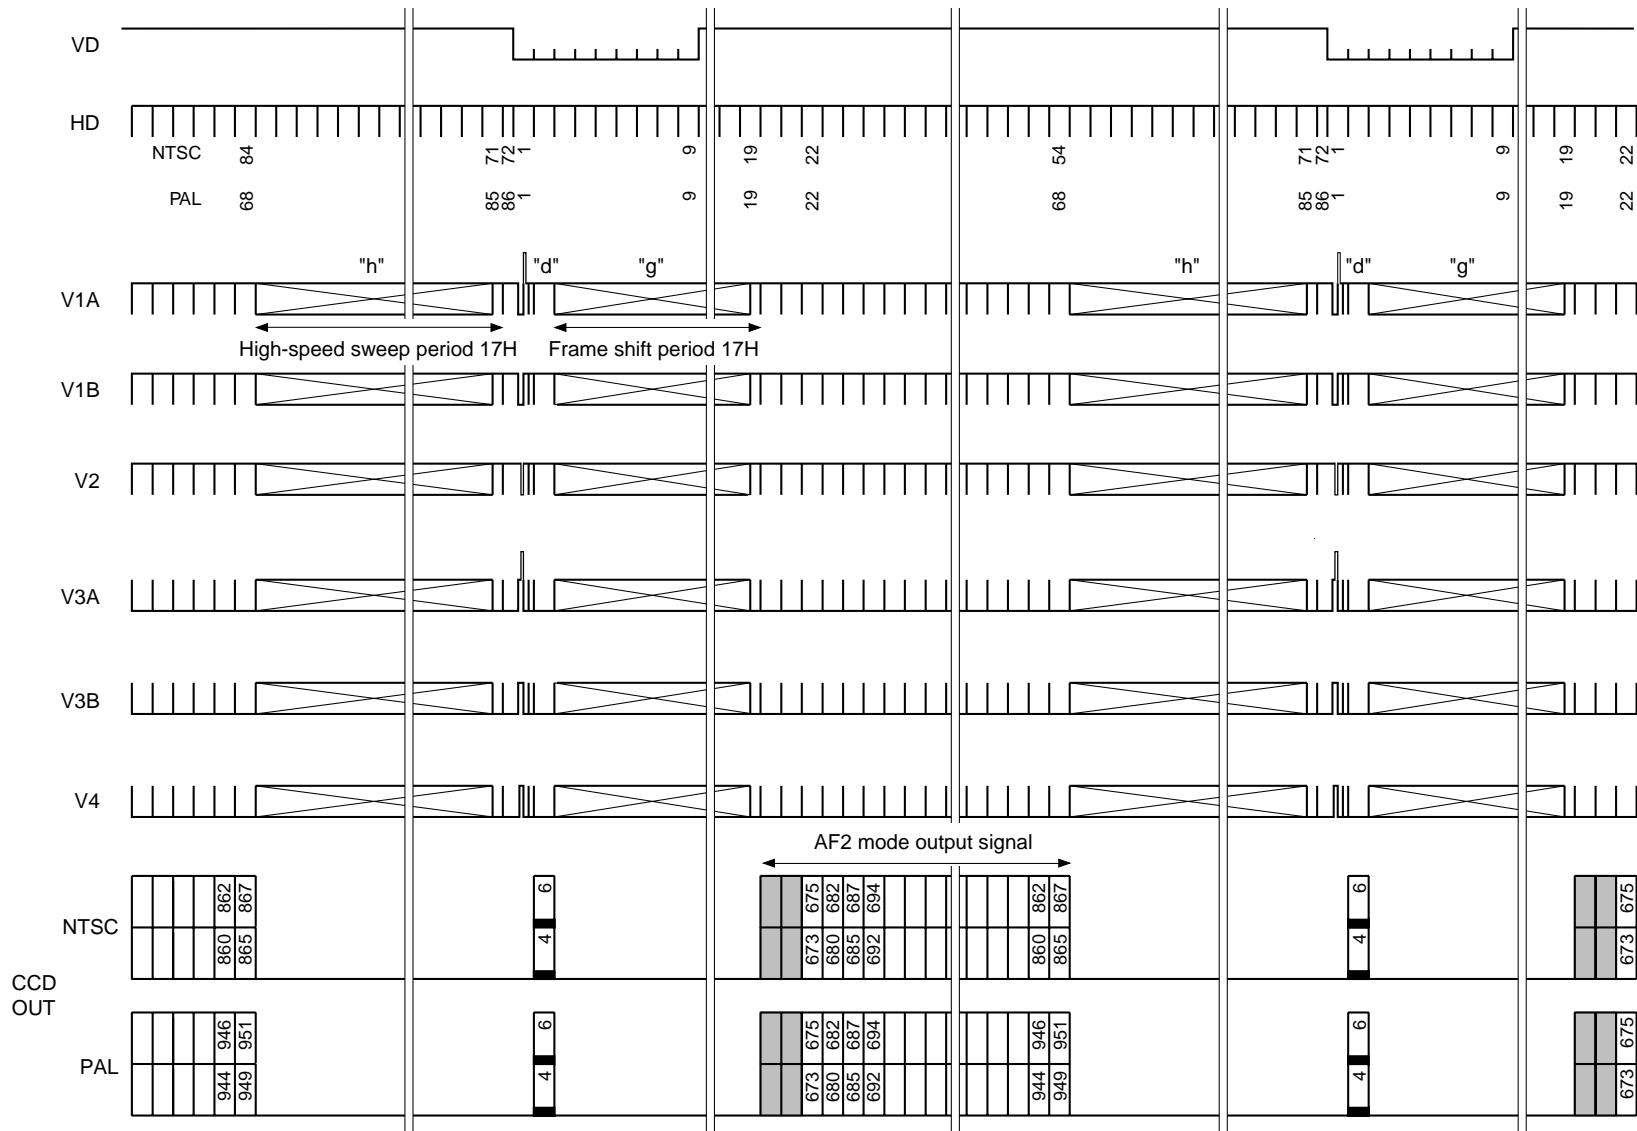 VD
HD
NTSC 84 71 72 1 9 19 22 54 71 72 1 9 19 22
PAL 68 85 86 1 9 19 22 68 85 86 1 9 19 22
"h" "d" "g" "h" "d" "g"
V1A
High-speed sweep period 17H Frame shift period 17H
V1B
V2
V3A
V3B
V4
AF2 mode output signal
862 867 6 675 682 687 694 862 867 6 675
NTSC
860 865 4 673 680 685 692 860 865 4 673
CCD
OUT
946 951 6 675 682 687 694 946 951 6 675
PAL
944 949 4 673 680 685 692 944 949 4 673